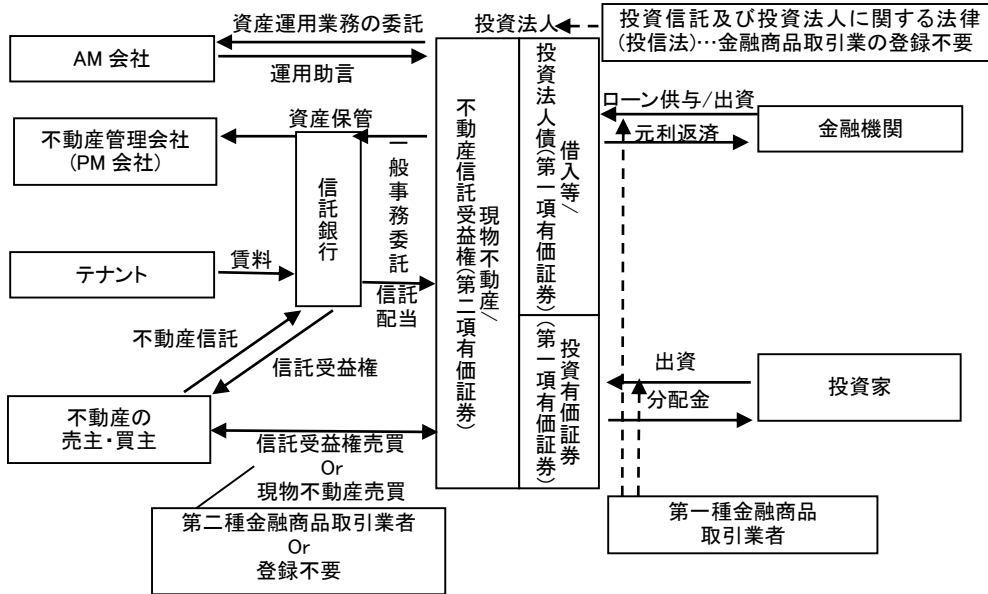 資産運用業務の委託
AM 会社
運用助言
投資法人
投資信託及び投資法人に関する法律
(投信法)…金融商品取引業の登録不要
不動産管理会社
(PM 会社)
資産保管
信託銀行
一般事務委託
信託
配当
テナント
賃料
不動産信託
信託受益権
不動産の
売主・買主
信託受益権売買
Or
現物不動産売買
第二種金融商品取引業者
Or
登録不要
現物不動産/
不動産信託受益権(第二項有価証券)
借入等/
投資法人債(第一項有価証券)
投資有価証券
(第一項有価証券)
ローン供与/出資
元利返済
金融機関
出資
分配金
投資家
第一種金融商品
取引業者